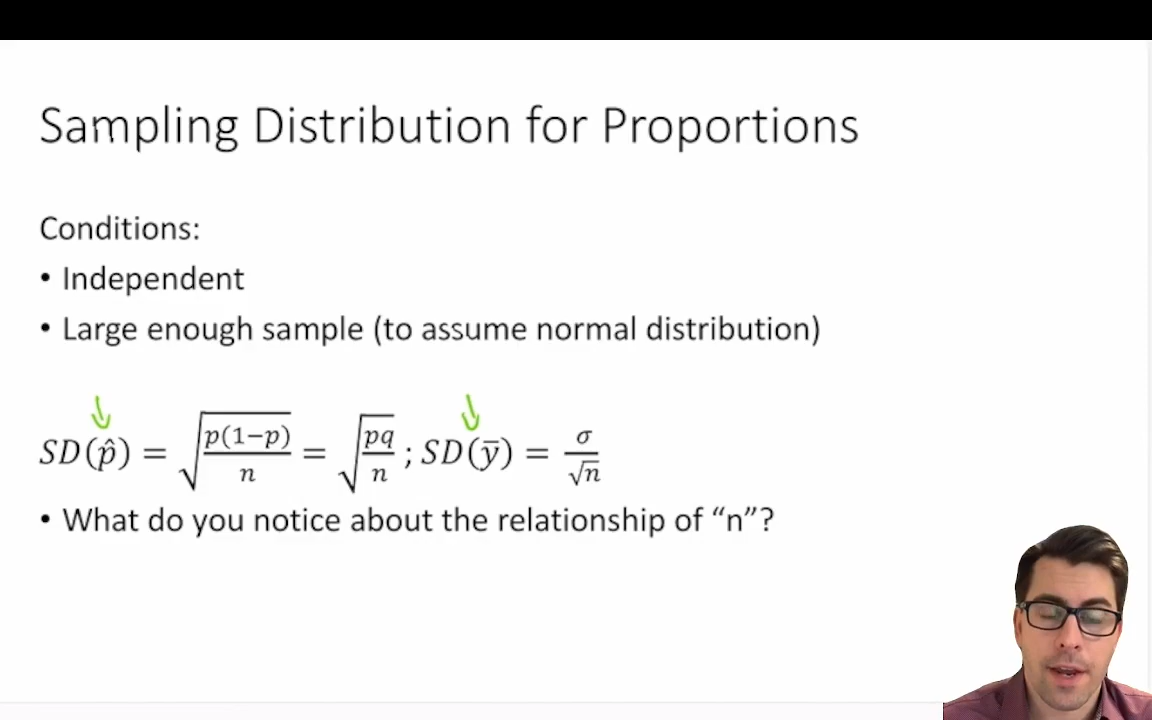 Sampling Distribution for Proportions
Conditions:
• Independent
• Large enough sample (to assume normal distribution)
SD(p̂) = √(p(1−p)/n) = √(pq/n) ; SD(ȳ) = σ/√n
• What do you notice about the relationship of “n”?